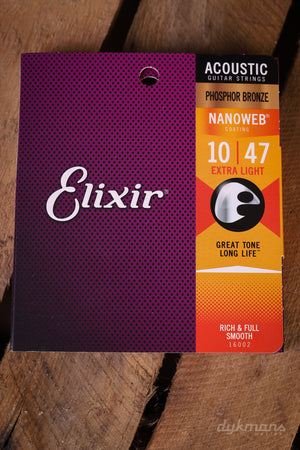 ACOUSTIC
GUITAR STRINGS
PHOSPHOR BRONZE
NANOWEB®
COATING
10 | 47
EXTRA LIGHT
Elixir®
GREAT TONE
LONG LIFE™
RICH & FULL
SMOOTH
16002
dykmans